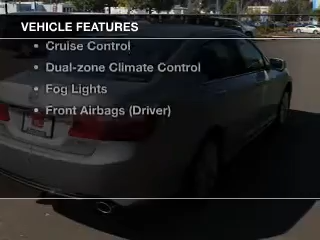 VEHICLE FEATURES
• Cruise Control
• Dual-zone Climate Control
• Fog Lights
• Front Airbags (Driver)